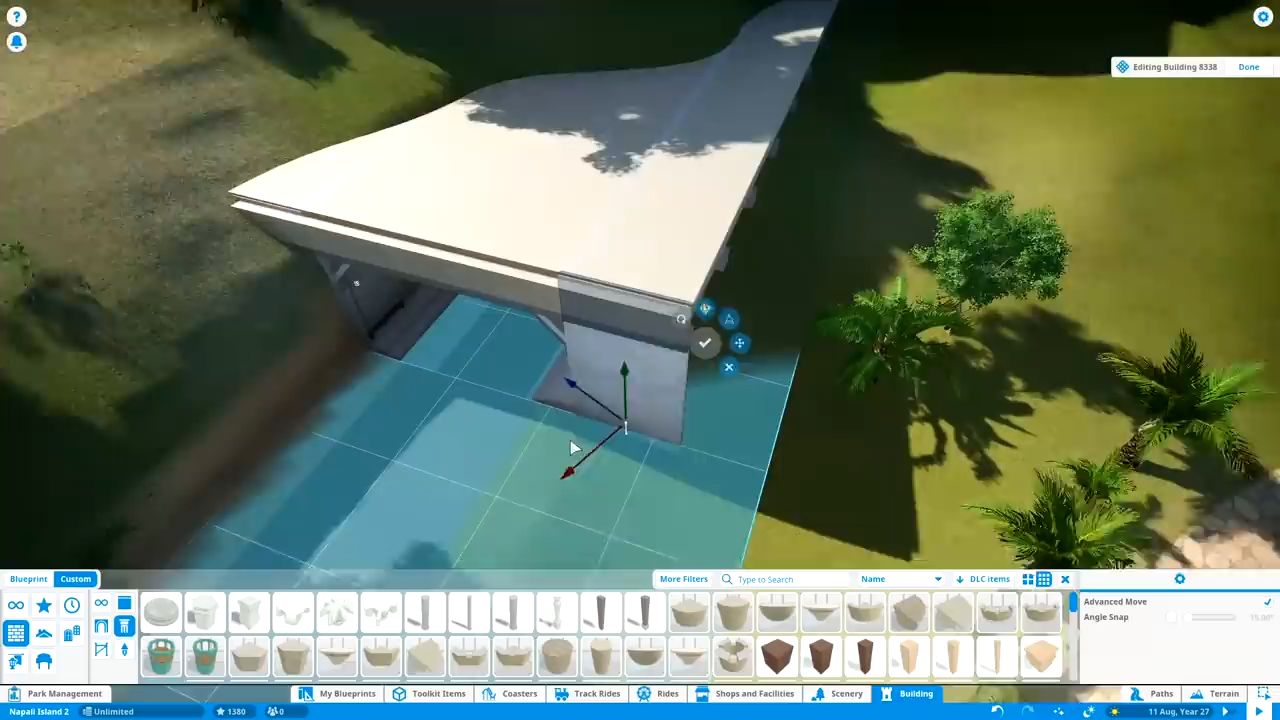 ?
Editing Building 8338 Done
Blueprint Custom
More Filters Type to Search Name DLC items
Advanced Move
Angle Snap 15.00°
Park Management My Blueprints Toolkit Items Coasters Track Rides Rides Shops and Facilities Scenery Building Paths Terrain
Napali Island 2 Unlimited 1380 0 11 Aug, Year 27